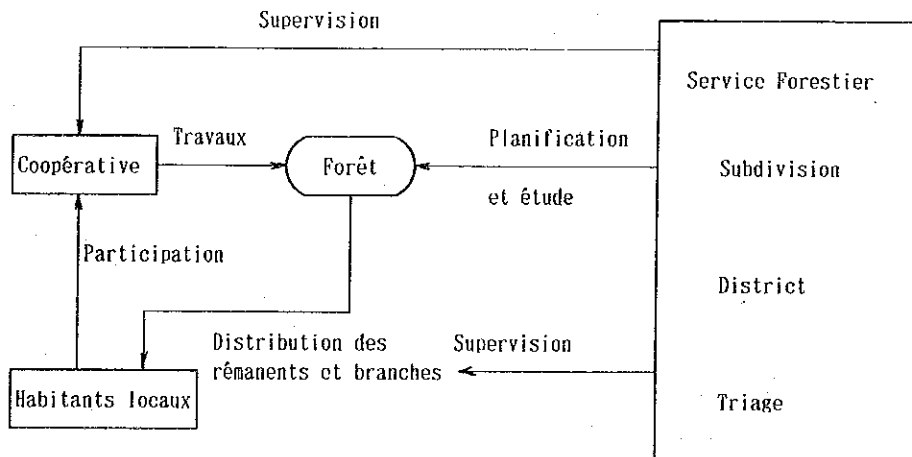 Supervision
Service Forestier
Travaux
Planification
Coopérative
Forêt
Subdivision
et étude
Participation
District
Distribution des
Supervision
rémanents et branches
Habitants locaux
Triage